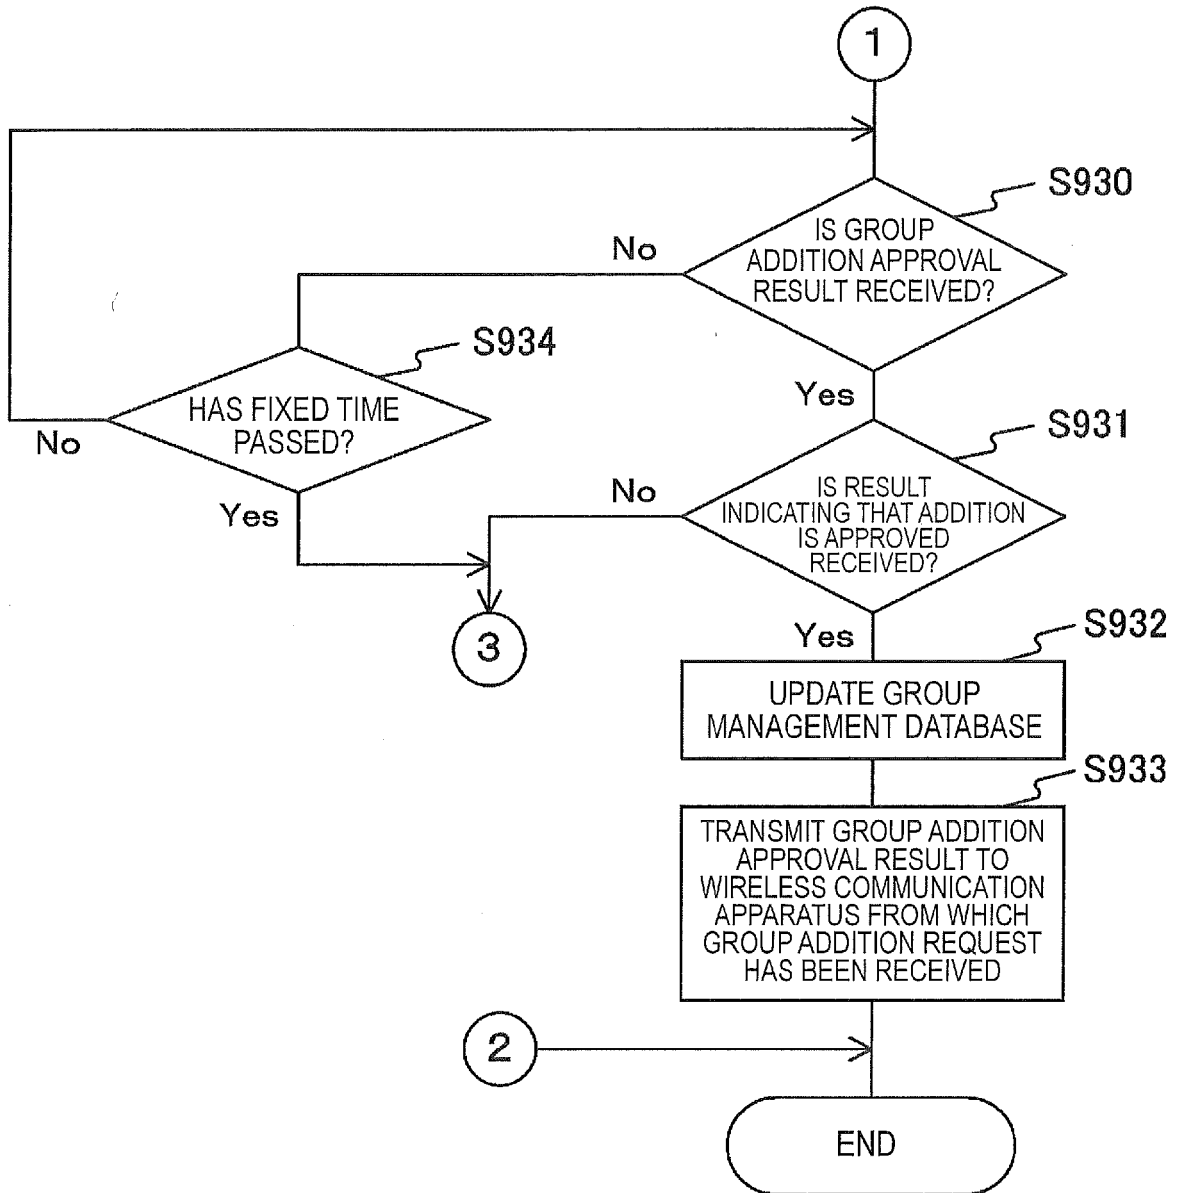 1
S930
IS GROUP
ADDITION APPROVAL
RESULT RECEIVED?
No
S934
HAS FIXED TIME
PASSED?
No
Yes
Yes
S931
IS RESULT
INDICATING THAT ADDITION
IS APPROVED
RECEIVED?
No
3
Yes
S932
UPDATE GROUP
MANAGEMENT DATABASE
S933
TRANSMIT GROUP ADDITION
APPROVAL RESULT TO
WIRELESS COMMUNICATION
APPARATUS FROM WHICH
GROUP ADDITION REQUEST
HAS BEEN RECEIVED
2
END